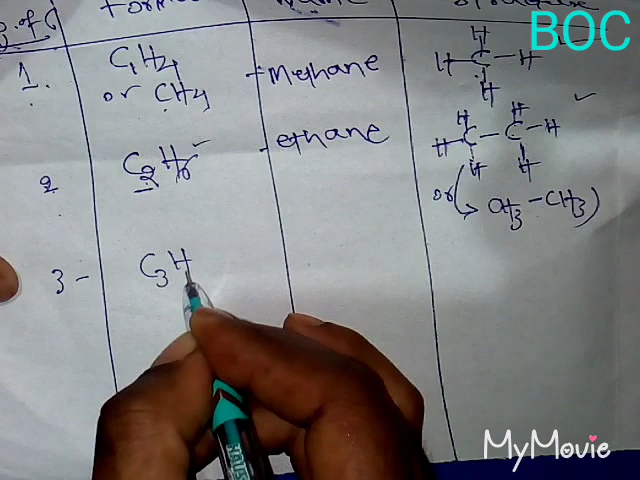 BOC
1. C₁H₄ - Methane
or CH₄
H
H-C-H
H
2 C₂H₆ - ethane
H H
H-C-C-H
H H
or CH₃-CH₃)
3- C₃H
MyMovie